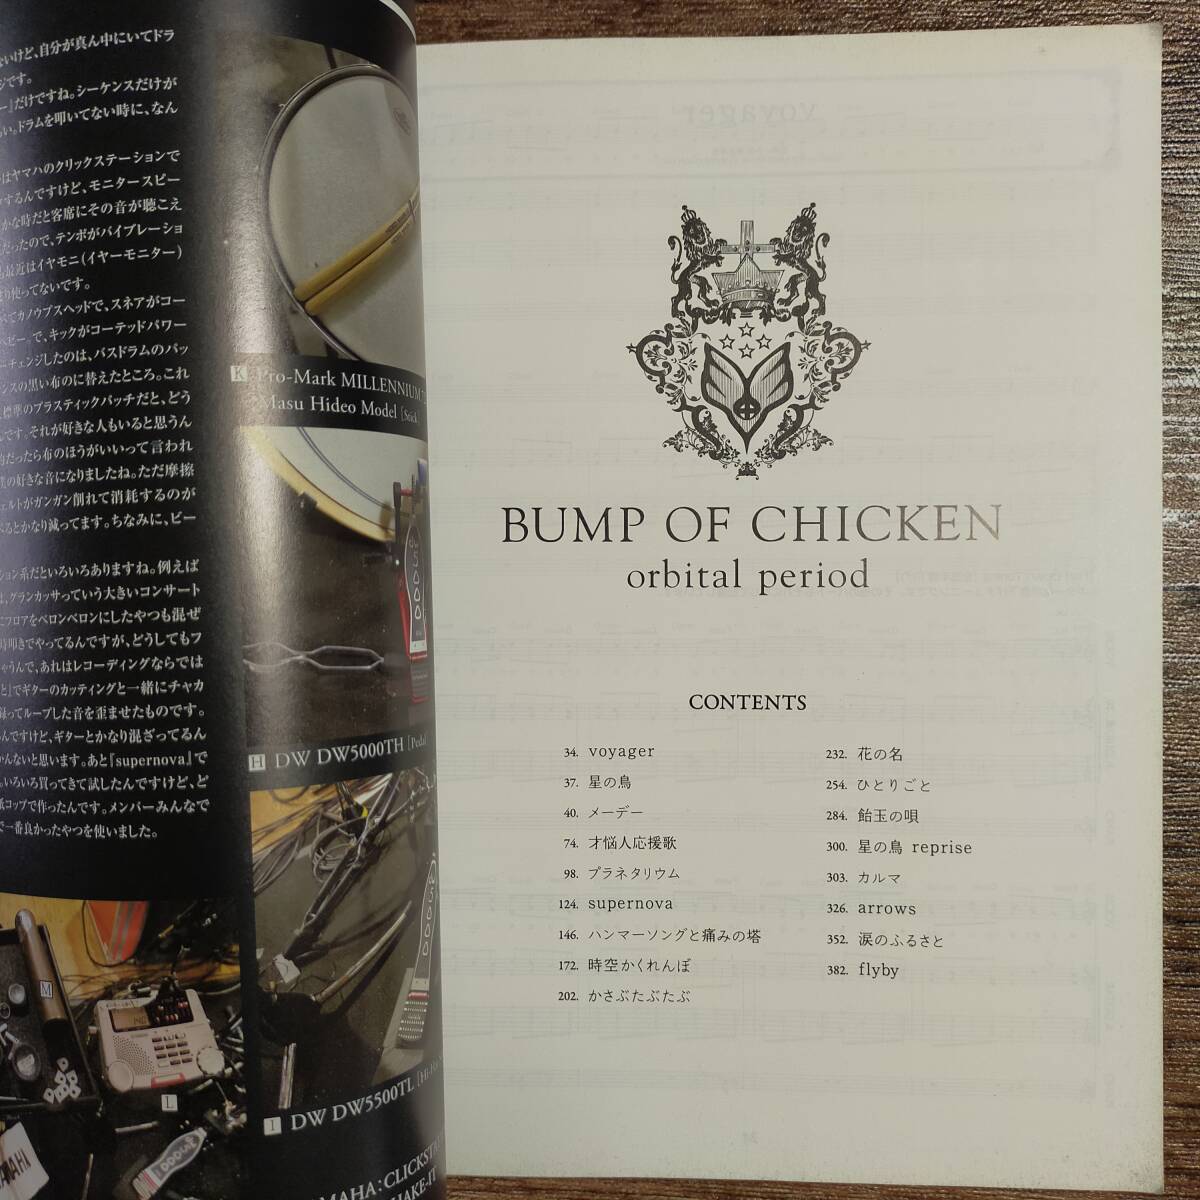 ないけど、自分が真ん中にいてドラ
ジです。
ー』だけですね。シーケンスだけが
い。ドラムを叩いてない時に、なん
はヤマハのクリックステーションで
するんですけど、モニタースピー
かな時だと客席にその音が聴こえ
だったので、テンポがバイブレーショ
最近はイヤモニ(イヤーモニター)
使ってないです。
てカノウプスヘッドで、スネアがコー
ヘビー。で、キックがコーテッドパワー
ニチェンジしたのは、バスドラムのパッ
ンスの黒い布のに替えたところ。これ
標準のプラスティックパッチだと、どう
んです。それが好きな人もいると思うん
的だったら布のほうがいいって言われ
の好きな音になりましたね。ただ摩擦
ェルトがガンガン削れて消耗するのが
べるとかなり減ってます。ちなみに、ビー
ション系だといろいろありますね。例えば
、グランカッサっていう大きいコンサート
にフロアをベロンベロンにしたやつも混ぜ
時叩きでやってるんですが、どうしてもフ
ゃうんで、あれはレコーディングならでは
と』でギターのカッティングと一緒にチャカ
録ってループした音を歪ませたものです。
んですけど、ギターとかなり混ざってるん
かんないと思います。あと『supernova』で
、いろいろ買ってきて試したんですけど、ど
紙コップで作ったんです。メンバーみんなで
で一番良かったやつを使いました。
K Pro-Mark MILLENNIUM
Masu Hideo Model [Stick
H DW DW5000TH [Pedal]
I DW DW5500TL [Hi-H
M
L
BUMP OF CHICKEN
orbital period
CONTENTS
34. voyager
37. 星の鳥
40. メーデー
74. 才悩人応援歌
98. プラネタリウム
124. supernova
146. ハンマーソングと痛みの塔
172. 時空かくれんぼ
202. かさぶたぶたぶ
232. 花の名
254. ひとりごと
284. 飴玉の唄
300. 星の鳥 reprise
303. カルマ
326. arrows
352. 涙のふるさと
382. flyby